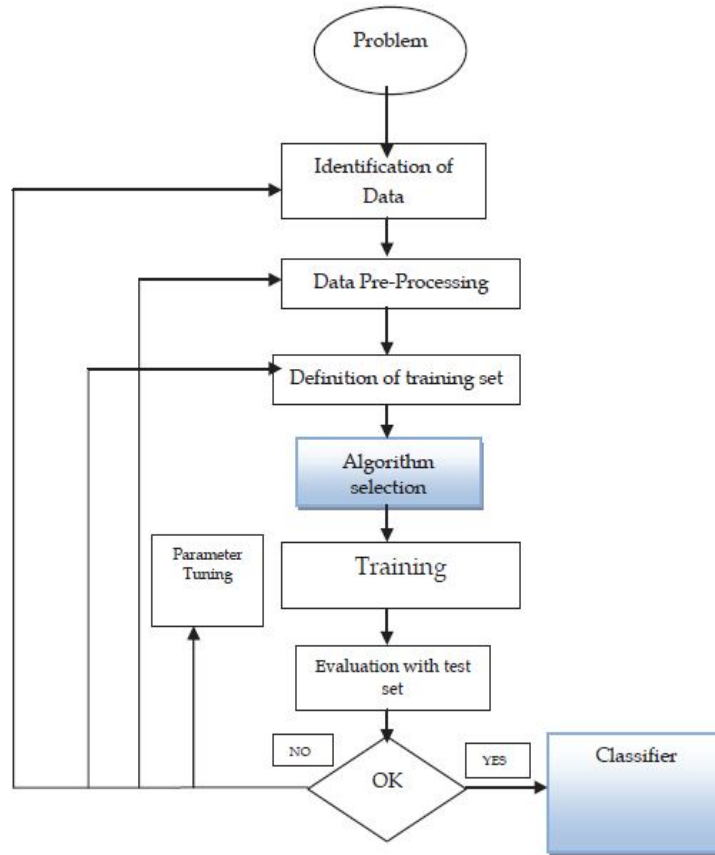 Problem
Identification of
Data
Data Pre-Processing
Definition of training set
Algorithm
selection
Parameter
Tuning
Training
Evaluation with test
set
NO
OK
YES
Classifier